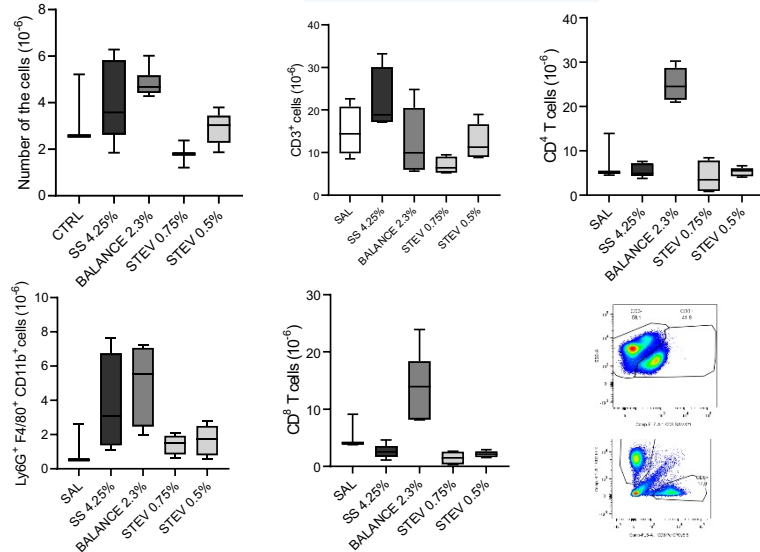 Number of the cells (10⁻⁶)
8
6
4
2
0
CTRL
SS 4.25%
BALANCE 2.3%
STEV 0.75%
STEV 0.5%
CD3⁺ cells (10⁻⁶)
40
30
20
10
0
SAL
SS 4.25%
BALANCE 2.3%
STEV 0.75%
STEV 0.5%
CD⁴ T cells (10⁻⁶)
40
30
20
10
0
SAL
SS 4.25%
BALANCE 2.3%
STEV 0.75%
STEV 0.5%
Ly6G⁺ F4/80⁺ CD11b⁺cells (10⁻⁶)
10
8
6
4
2
0
SAL
SS 4.25%
BALANCE 2.3%
STEV 0.75%
STEV 0.5%
CD⁸ T cells (10⁻⁶)
30
20
10
0
SAL
SS 4.25%
BALANCE 2.3%
STEV 0.75%
STEV 0.5%